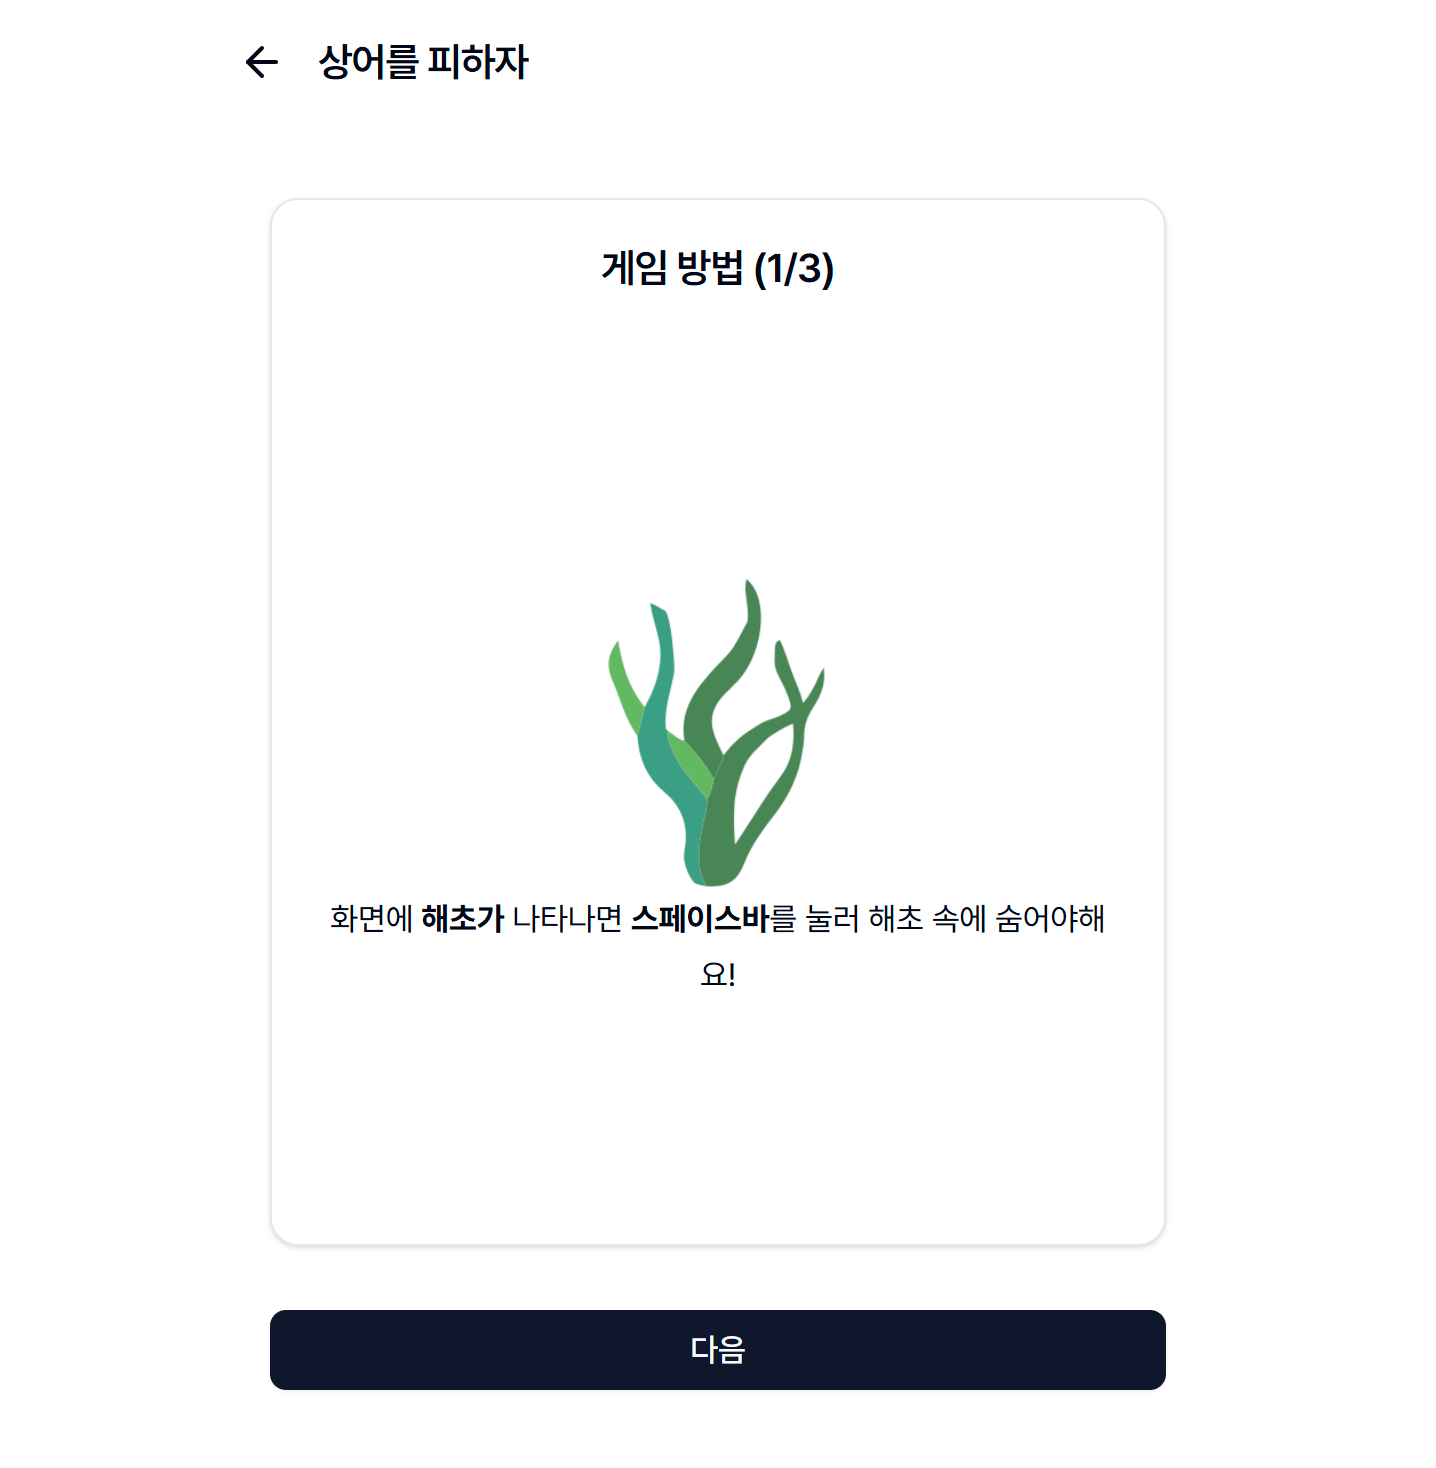 상어를 피하자
게임 방법 (1/3)
화면에 해초가 나타나면 스페이스바를 눌러 해초 속에 숨어야해
요!
다음